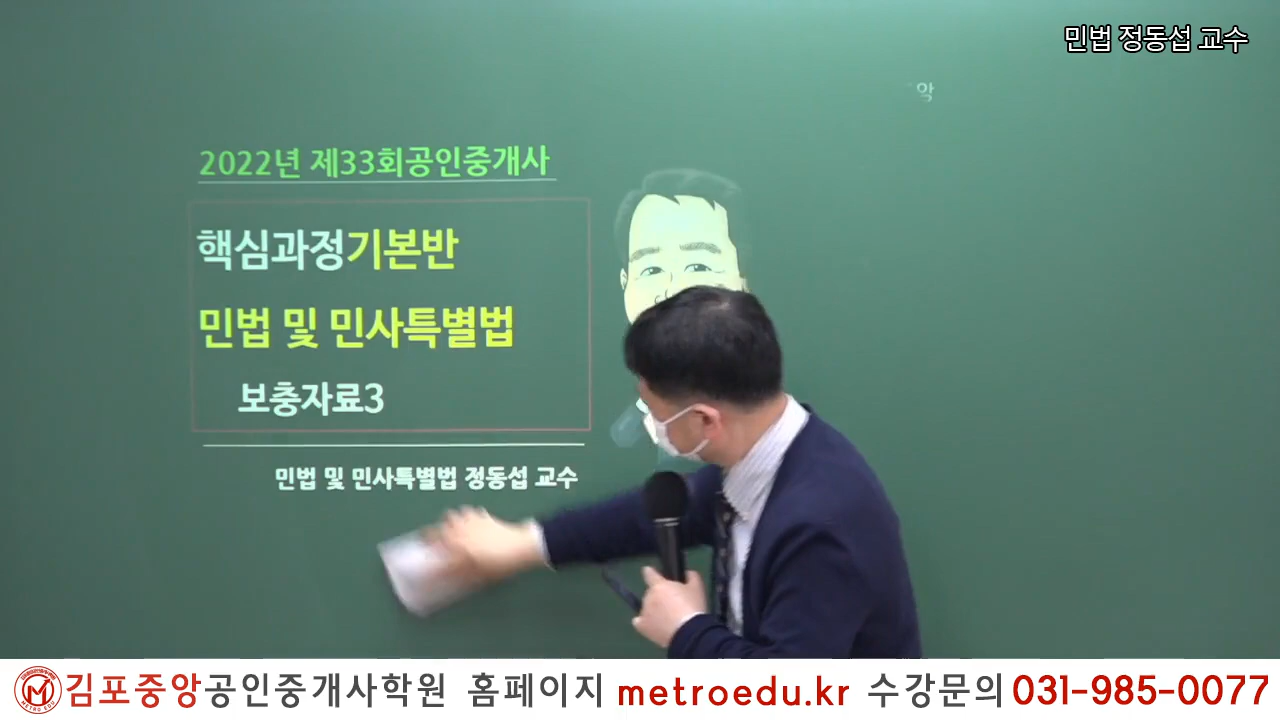 민법 정동섭 교수
앙
2022년 제33회공인중개사
핵심과정기본반
민법 및 민사특별법
보충자료3
민법 및 민사특별법 정동섭 교수
김포중앙공인중개사학원 홈페이지 metroedu.kr 수강문의 031-985-0077
METRO EDU